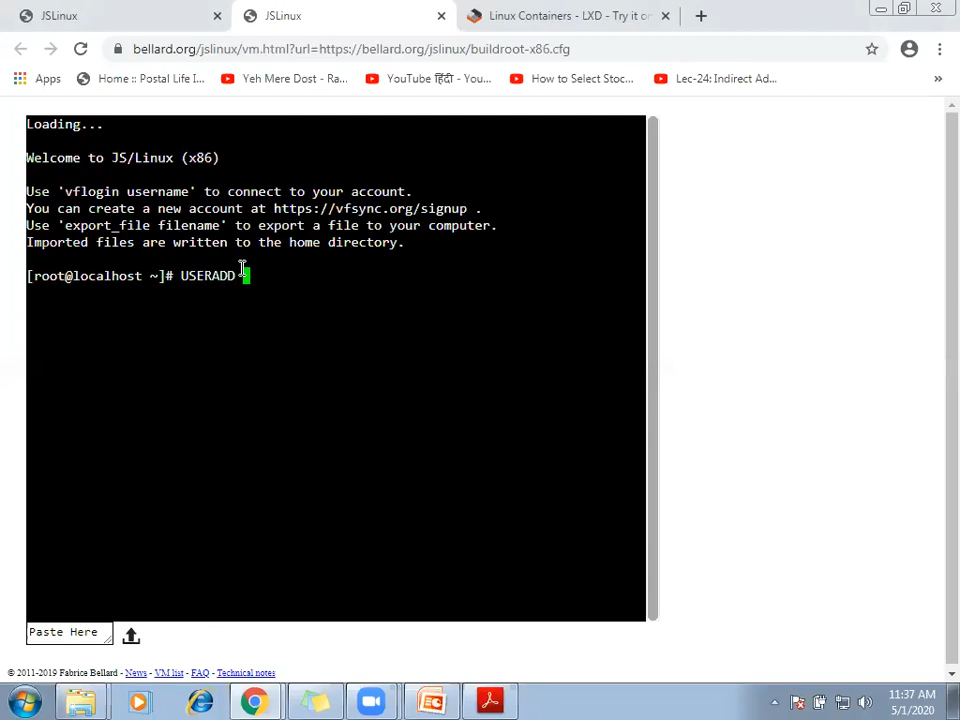 JSLinux
JSLinux
Linux Containers - LXD - Try it on
bellard.org/jslinux/vm.html?url=https://bellard.org/jslinux/buildroot-x86.cfg
Apps
Home :: Postal Life I...
Yeh Mere Dost - Ra...
YouTube हिंदी - You...
How to Select Stoc...
Lec-24: Indirect Ad...
»
Loading...
Welcome to JS/Linux (x86)
Use 'vflogin username' to connect to your account.
You can create a new account at https://vfsync.org/signup .
Use 'export_file filename' to export a file to your computer.
Imported files are written to the home directory.
[root@localhost ~]# USERADD
Paste Here
© 2011-2019 Fabrice Bellard - News - VM list - FAQ - Technical notes
11:37 AM
5/1/2020